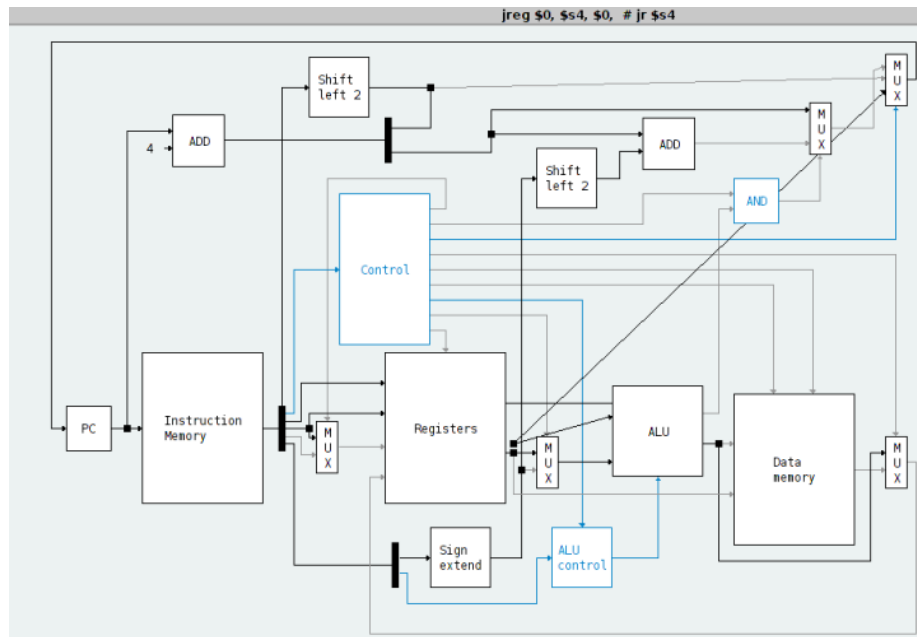 jreg $0, $s4, $0, # jr $s4
Shift
left 2
M
U
X
4
ADD
M
U
X
ADD
Shift
left 2
AND
Control
PC
Instruction
Memory
M
U
X
Registers
M
U
X
ALU
Data
memory
M
U
X
Sign
extend
ALU
control